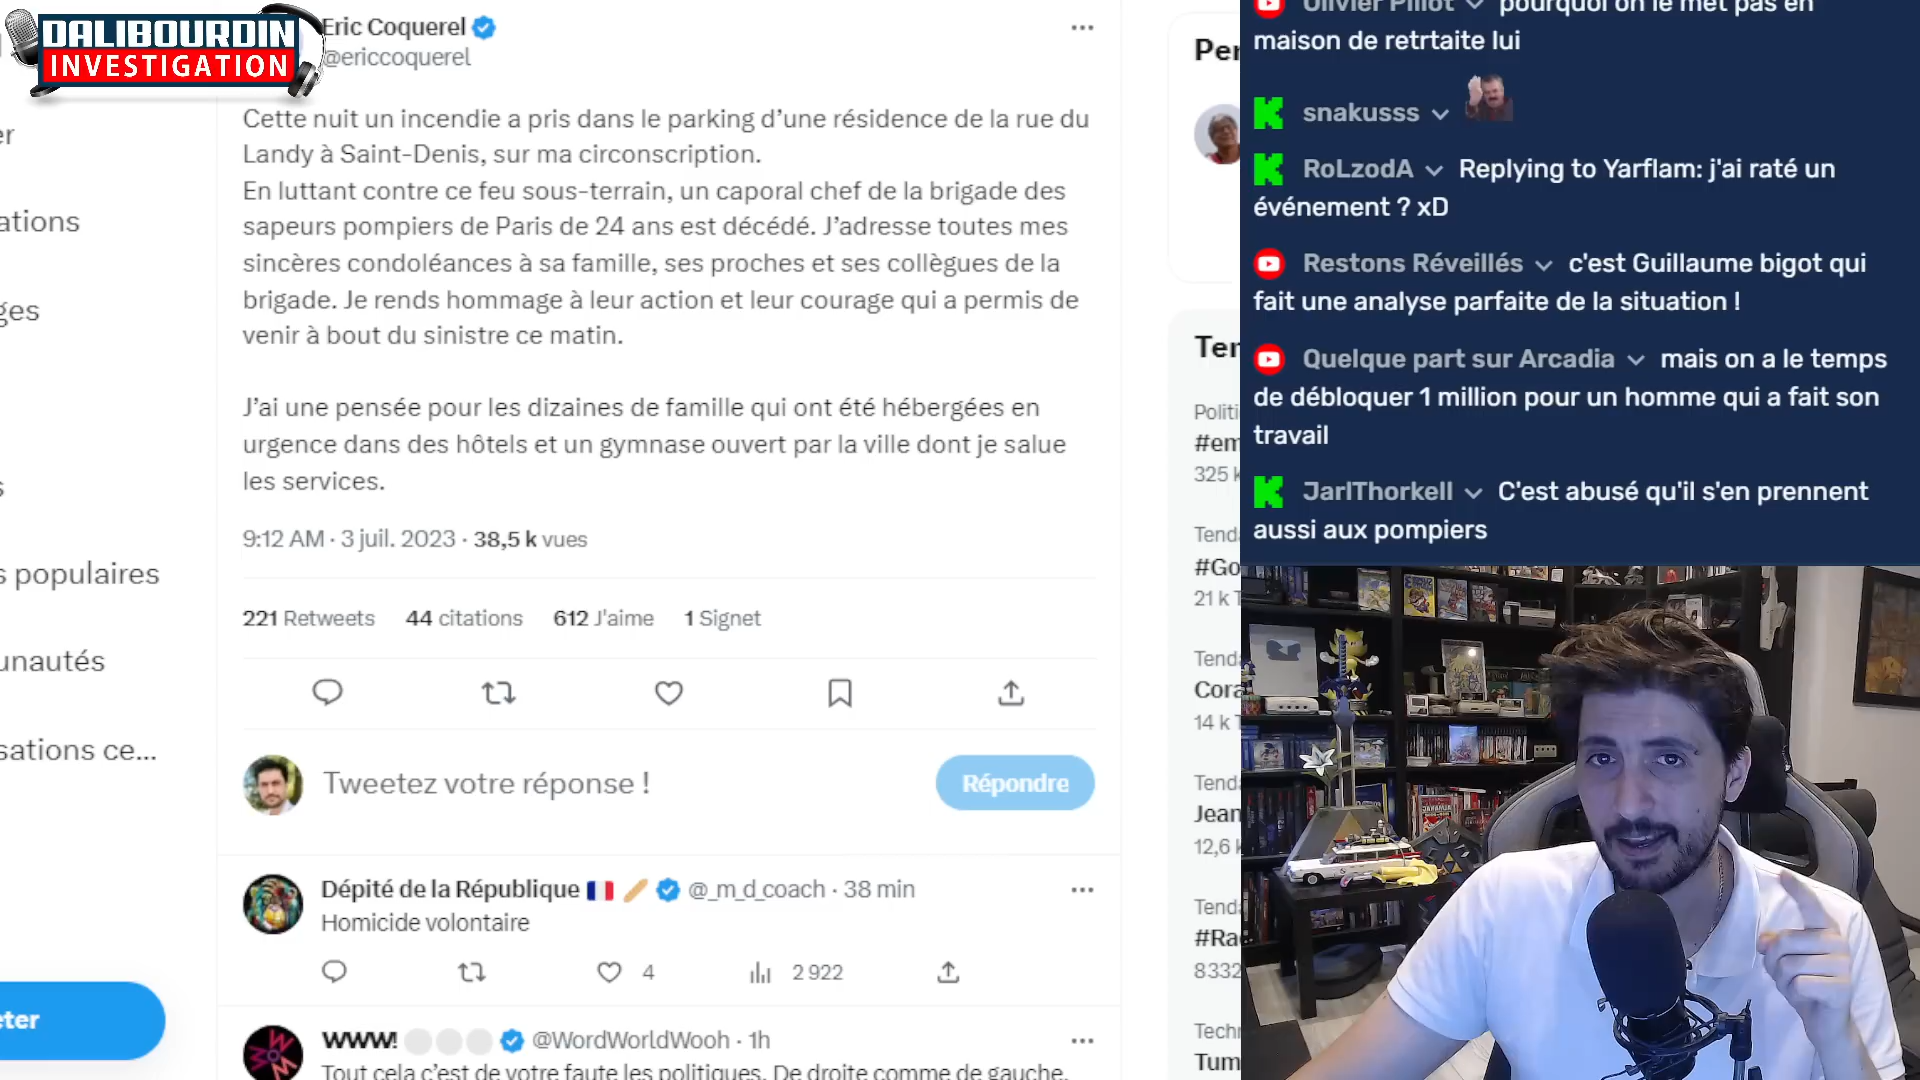 DALIBOURDIN
INVESTIGATION
Eric Coquerel
@ericcoquerel
Cette nuit un incendie a pris dans le parking d’une résidence de la rue du
Landy à Saint-Denis, sur ma circonscription.
En luttant contre ce feu sous-terrain, un caporal chef de la brigade des
sapeurs pompiers de Paris de 24 ans est décédé. J’adresse toutes mes
sincères condoléances à sa famille, ses proches et ses collègues de la
brigade. Je rends hommage à leur action et leur courage qui a permis de
venir à bout du sinistre ce matin.
J’ai une pensée pour les dizaines de famille qui ont été hébergées en
urgence dans des hôtels et un gymnase ouvert par la ville dont je salue
les services.
9:12 AM · 3 juil. 2023 · 38,5 k vues
221 Retweets 44 citations 612 J'aime 1 Signet
Tweetez votre réponse !
Répondre
Dépité de la République @_m_d_coach · 38 min
Homicide volontaire
4 2 922
WWW! @WordWorldWooh · 1h
Tout cela c’est de votre faute les politiques. De droite comme de gauche.
er
ations
ges
s
s populaires
unautés
sations ce...
eter
Per
Ten
Politi
#em
325 k
Tend
#Go
21 k T
Tend
Cora
14 k T
Tend
Jean
12,6 k
Tend
#Rac
8332
Techn
Tum
Olivier Pilliot pourquoi on le met pas en
maison de retrtaite lui
snakusss
RoLzodA Replying to Yarflam: j'ai raté un
événement ? xD
Restons Réveillés c'est Guillaume bigot qui
fait une analyse parfaite de la situation !
Quelque part sur Arcadia mais on a le temps
de débloquer 1 million pour un homme qui a fait son
travail
JarlThorkell C'est abusé qu'il s'en prennent
aussi aux pompiers